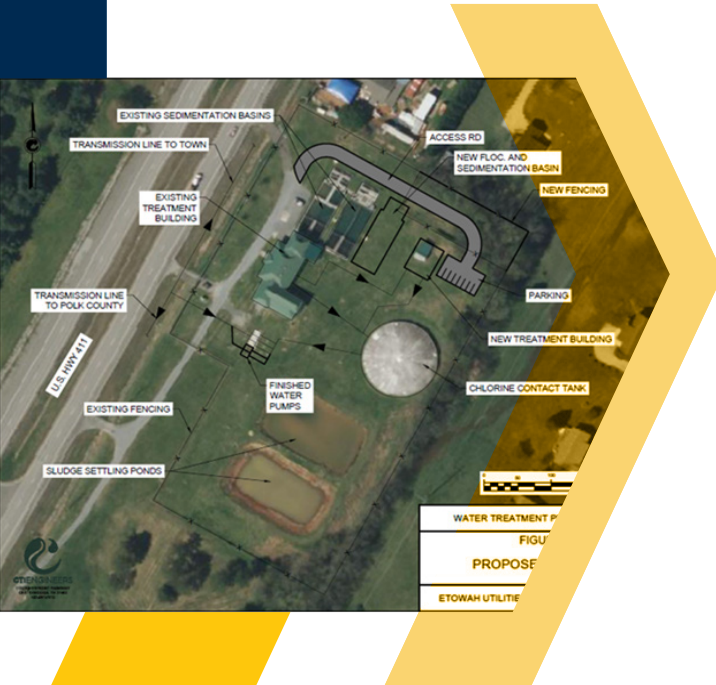 EXISTING SEDIMENTATION BASINS
TRANSMISSION LINE TO TOWN
ACCESS RD
NEW FLOC. AND
SEDIMENTATION BASIN
NEW FENCING
EXISTING
TREATMENT
BUILDING
TRANSMISSION LINE
TO POLK COUNTY
PARKING
NEW TREATMENT BUILDING
U.S. HWY 411
FINISHED
WATER
PUMPS
CHLORINE CONTACT TANK
EXISTING FENCING
SLUDGE SETTLING PONDS
WATER TREATMENT P
FIGU
PROPOSE
ETOWAH UTILITIE
CTI ENGINEERS